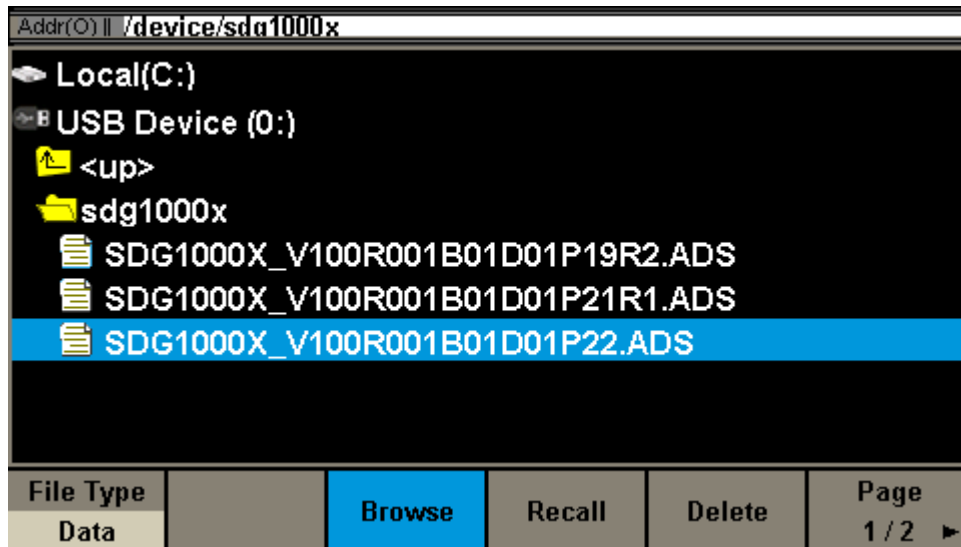 Addr(O) /device/sdg1000x
Local(C:)
USB Device (0:)
<up>
sdg1000x
SDG1000X_V100R001B01D01P19R2.ADS
SDG1000X_V100R001B01D01P21R1.ADS
SDG1000X_V100R001B01D01P22.ADS
File Type
Data
Browse
Recall
Delete
Page
1/2 ►